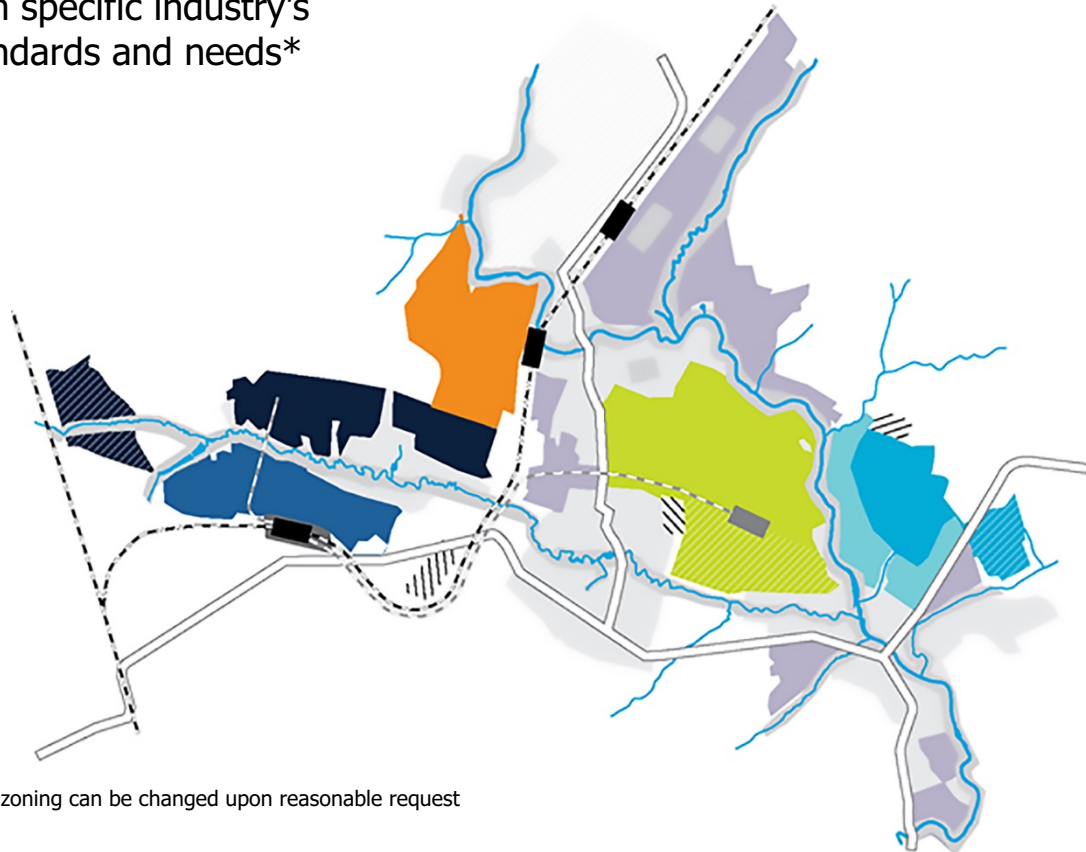 n specific industry's
ndards and needs*
zoning can be changed upon reasonable request